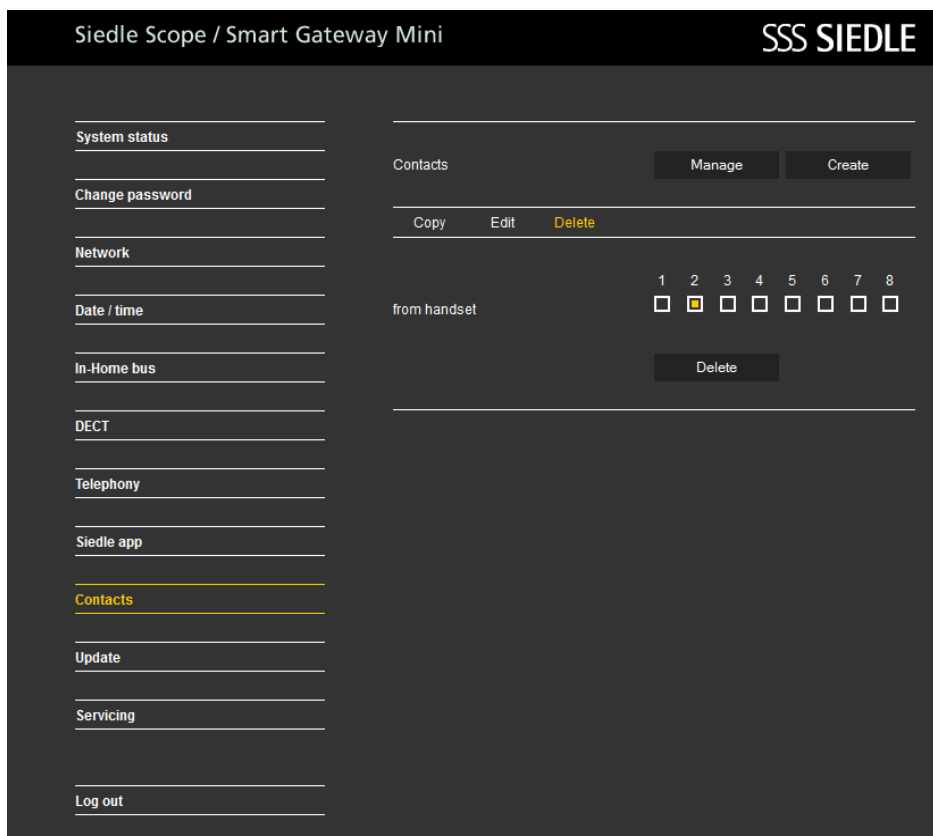 Siedle Scope / Smart Gateway Mini
SSS SIEDLE
System status
Change password
Network
Date / time
In-Home bus
DECT
Telephony
Siedle app
Contacts
Update
Servicing
Log out
Contacts Manage Create
Copy Edit Delete
1 2 3 4 5 6 7 8
from handset
Delete